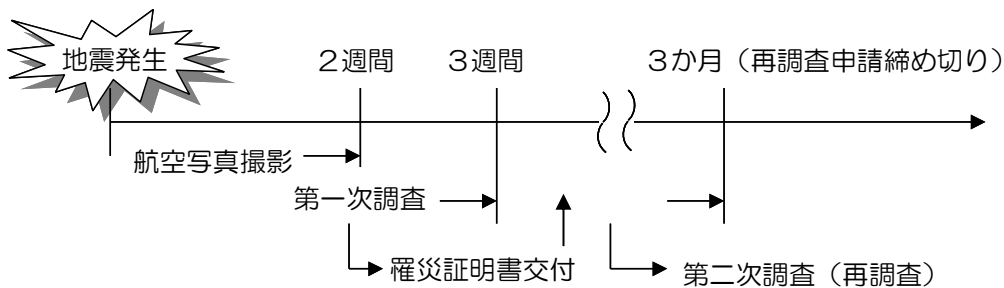 地震発生
２週間
３週間
３か月（再調査申請締め切り）
航空写真撮影
第一次調査
罹災証明書交付
第二次調査（再調査）